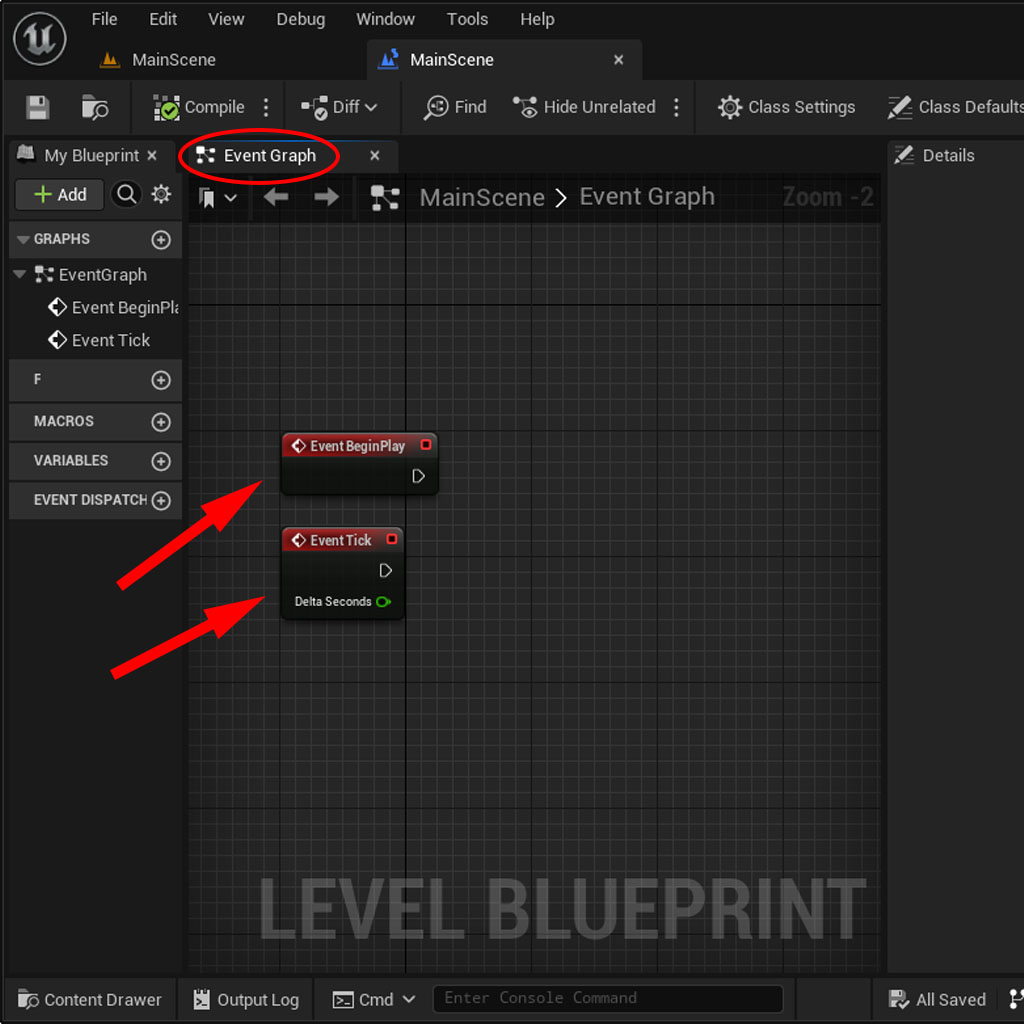 File Edit View Debug Window Tools Help
MainScene MainScene
Compile Diff Find Hide Unrelated Class Settings Class Defaults
My Blueprint Event Graph Details
Add MainScene > Event Graph Zoom -2
GRAPHS
EventGraph
Event BeginPla
Event Tick
F
MACROS
VARIABLES
EVENT DISPATCH
Event BeginPlay
Event Tick
Delta Seconds
LEVEL BLUEPRINT
Content Drawer Output Log Cmd Enter Console Command All Saved